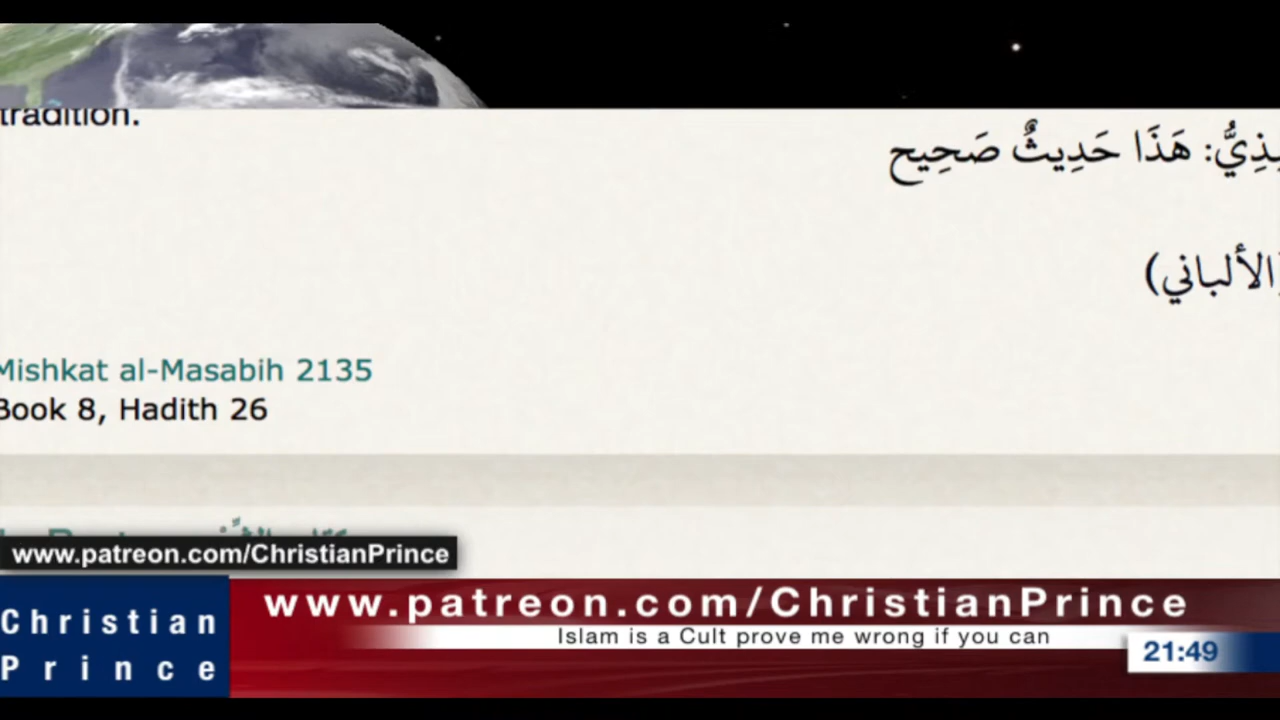 tradition.
هَذَا حَدِيثٌ صَحِيح
الألباني)
Mishkat al-Masabih 2135
Book 8, Hadith 26
www.patreon.com/ChristianPrince
Christian
Prince
www.patreon.com/ChristianPrince
Islam is a Cult prove me wrong if you can
21:49